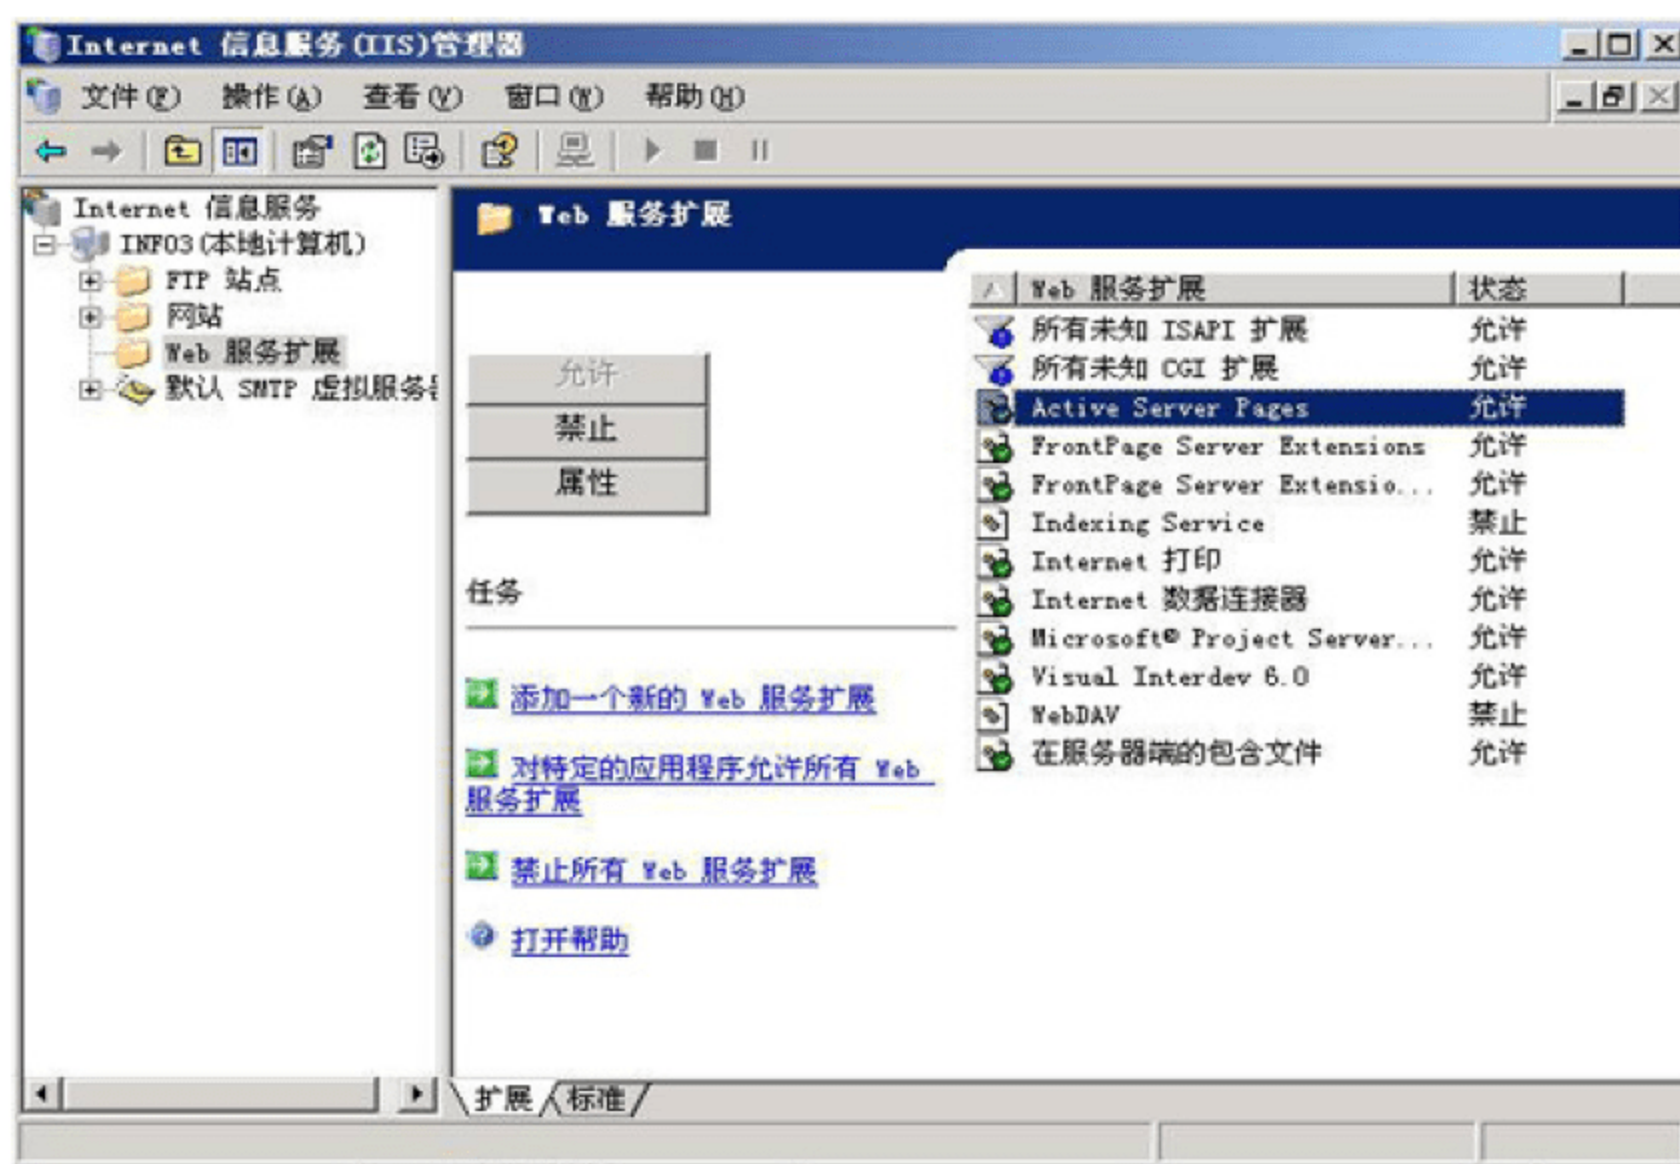 Internet 信息服务(IIS)管理器
文件(F) 操作(A) 查看(V) 窗口(W) 帮助(H)
Internet 信息服务
INFO3(本地计算机)
FTP 站点
网站
Web 服务扩展
默认 SMTP 虚拟服务
Web 服务扩展
允许
禁止
属性
任务
添加一个新的 Web 服务扩展
对特定的应用程序允许所有 Web
服务扩展
禁止所有 Web 服务扩展
打开帮助
Web 服务扩展 状态
所有未知 ISAPI 扩展 允许
所有未知 CGI 扩展 允许
Active Server Pages 允许
FrontPage Server Extensions 允许
FrontPage Server Extensio... 允许
Indexing Service 禁止
Internet 打印 允许
Internet 数据连接器 允许
Microsoft® Project Server... 允许
Visual Interdev 6.0 允许
WebDAV 禁止
在服务器端的包含文件 允许
扩展 标准